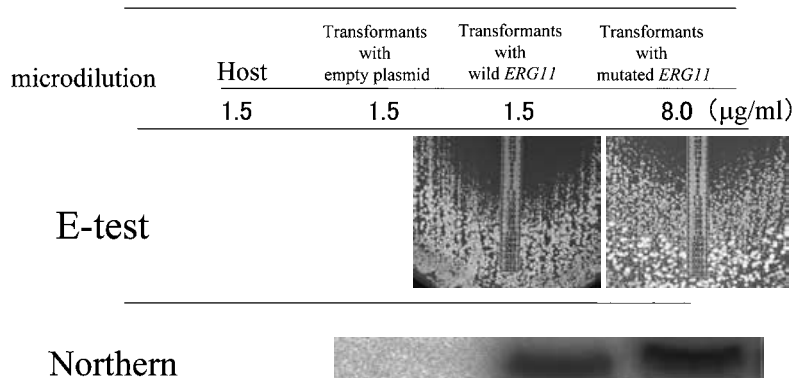 Transformants with empty plasmid
Transformants with wild ERG11
Transformants with mutated ERG11
microdilution
Host
1.5 1.5 1.5 8.0 (μg/ml)
E-test
Northern